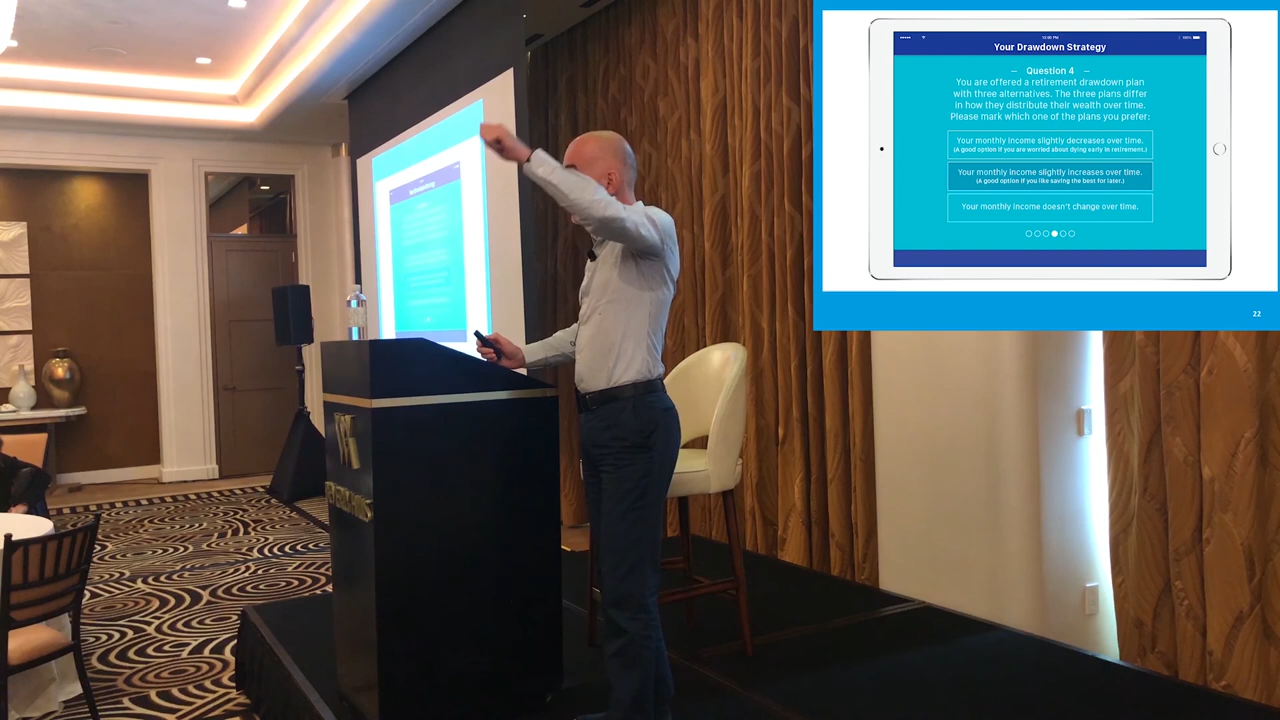 12:00 PM
Your Drawdown Strategy
Question 4
You are offered a retirement drawdown plan
with three alternatives. The three plans differ
in how they distribute their wealth over time.
Please mark which one of the plans you prefer:
Your monthly income slightly decreases over time.
(A good option if you are worried about dying early in retirement.)
Your monthly income slightly increases over time.
(A good option if you like saving the best for later.)
Your monthly income doesn't change over time.
22
W